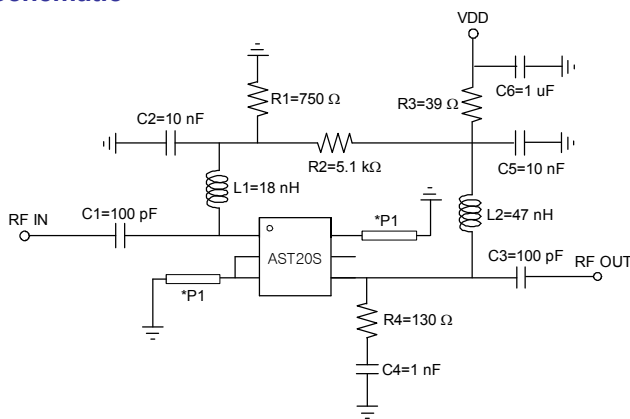 VDD
R1=750 Ω
R3=39 Ω
C6=1 uF
C2=10 nF
R2=5.1 kΩ
C5=10 nF
L1=18 nH
L2=47 nH
C1=100 pF
RF IN
*P1
AST20S
C3=100 pF
RF OUT
*P1
R4=130 Ω
C4=1 nF